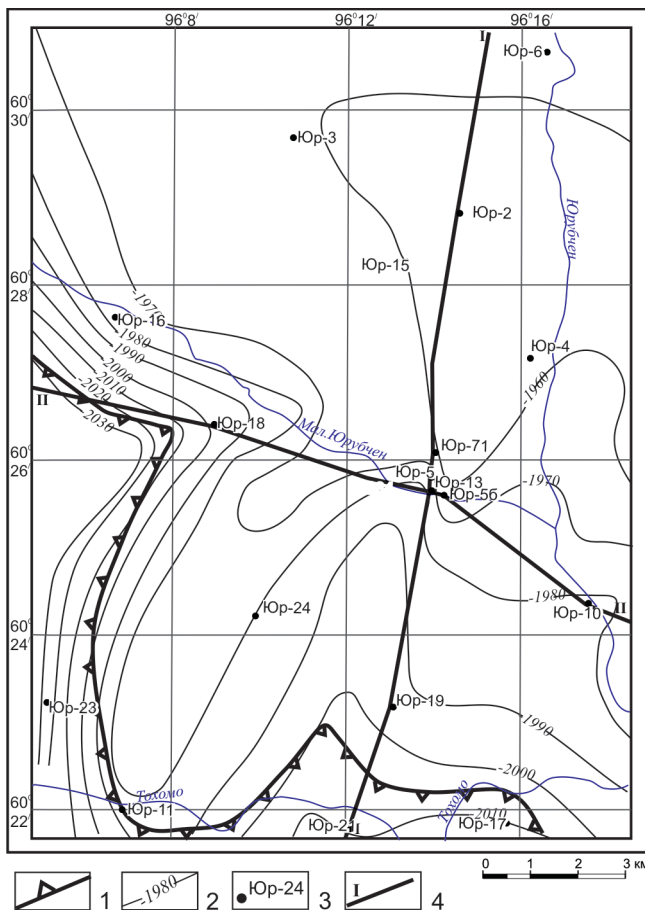 96°8′ 96°12′ 96°16′
I
Юр-6
60°
30′
Юр-3
Юр-2
Юрубчен
Юр-15
60°
28′
-1970
Юр-16
-1980
-1990
-2000
-2010
-2020
-2030
Юр-4
-1960
II
Юр-18
Мал.Юрубчен
Юр-71
60°
26′
Юр-5
Юр-13
Юр-5б
-1970
-1980
Юр-10
II
Юр-24
60°
24′
Юр-23
Юр-19
-1990
-2000
Тохомо
Тохомо
60°
22′
Юр-11
Юр-21
I
-2010
Юр-17
1
-1980
2
Юр-24
3
I
4
0 1 2 3 км